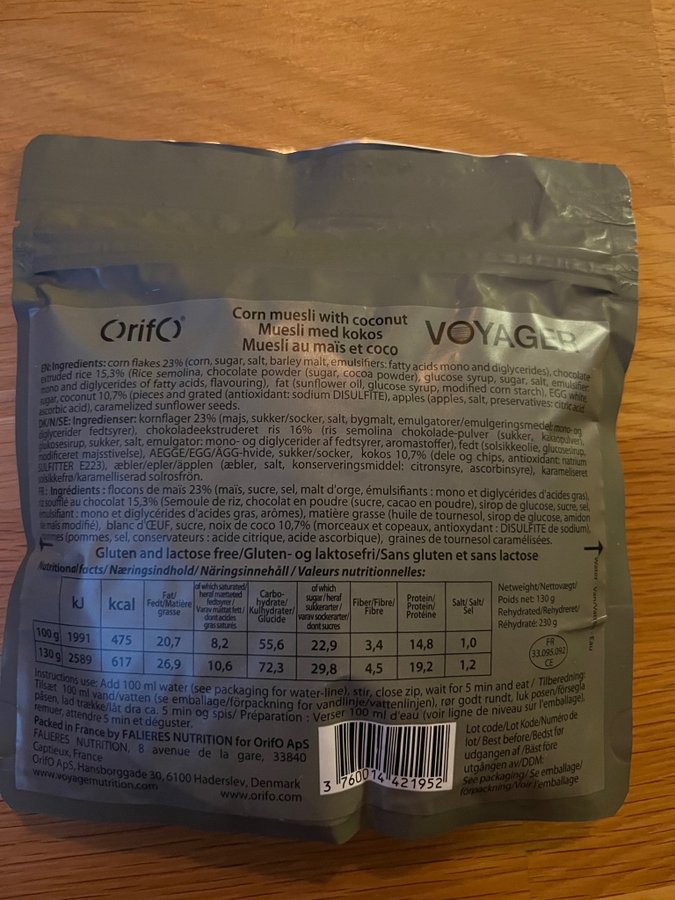 OrifO®
Corn muesli with coconut
Muesli med kokos
Muesli au maïs et coco
VOYAGER
EN: Ingredients: corn flakes 23% (corn, sugar, salt, barley malt, emulsifiers: fatty acids mono and diglycerides), chocolate
extruded rice 15,3% (Rice semolina, chocolate powder (sugar, cocoa powder), glucose syrup, sugar, salt, emulsifier:
mono and diglycerides of fatty acids, flavouring), fat (sunflower oil, glucose syrup, modified corn starch), EGG white,
sugar, coconut 10,7% (pieces and grated (antioxidant: sodium DISULFITE), apples (apples, salt, preservatives: citric acid
ascorbic acid), caramelized sunflower seeds.
DK/N/SE: Ingredienser: kornflager 23% (majs, sukker/socker, salt, bygmalt, emulgatorer/emulgeringsmedel: mono- og
diglycerider fedtsyrer), chokoladeekstruderet ris 16% (ris semolina chokolade-pulver (sukker, kakaopulver),
glukosesirup, sukker, salt, emulgator: mono- og diglycerider af fedtsyrer, aromastoffer), fedt (solsikkeolie, glucosesirup,
modificeret majsstivelse), AEGGE/EGG/ÄGG-hvide, sukker/socker, kokos 10,7% (dele og chips, antioxidant: natrium
SULFITTER E223), æbler/epler/äpplen (æbler, salt, konserveringsmiddel: citronsyre, ascorbinsyre), karameliseret
solsikkefrø/karamelliserad solrosfrön.
FR : Ingrédients : flocons de maïs 23% (maïs, sucre, sel, malt d'orge, émulsifiants : mono et diglycérides d'acides gras),
riz soufflé au chocolat 15,3% (Semoule de riz, chocolat en poudre (sucre, cacao en poudre), sirop de glucose, sucre, sel,
émulsifiant : mono et diglycérides d'acides gras, arômes), matière grasse (huile de tournesol, sirop de glucose, amidon
de maïs modifié), blanc d'ŒUF, sucre, noix de coco 10,7% (morceaux et copeaux, antioxydant : DISULFITE de sodium),
pommes (pommes, sel, conservateurs : acide citrique, acide ascorbique), graines de tournesol caramélisées.
Gluten and lactose free/Gluten- og laktosefri/Sans gluten et sans lactose
Nutritional facts/ Næringsindhold/ Näringsinnehåll / Valeurs nutritionnelles:
kJ
kcal
Fat/
Fedt/Matière
grasse
of which saturated/
heraf mættede
fedtsyrer/
Varav mättat fett/
dont acides
gras saturés
Carbo-
hydrate/
Kulhydrater/
Glucide
of which
sugar/heraf
sukkerarter/
varav sockerarter/
dont sucres
Fiber/Fibre/
Fibre
Protein/
Protein/
Protéine
Salt/ Salt/
Sel
100 g 1991 475 20,7 8,2 55,6 22,9 3,4 14,8 1,0
130 g 2589 617 26,9 10,6 72,3 29,8 4,5 19,2 1,2
Netweight/Nettovægt/
Poids net: 130 g
Rehydrated/Rehydreret/
Réhydraté: 230 g
FR
33.095.092
CE
Water Van/Vatten Eau
Instructions use: Add 100 ml water (see packaging for water-line), stir, close zip, wait for 5 min and eat / Tilberedning:
Tilsæt 100 ml vand/vatten (se emballage/förpackning for vandlinje/vattenlinjen), rør godt rundt, luk posen/försegla
påsen, lad trække/låt dra ca. 5 min og spis/ Préparation : Verser 100 ml d'eau (voir ligne de niveau sur l'emballage),
remuer, attendre 5 min et déguster.
Packed in France by FALIERES NUTRITION for OrifO ApS
FALIERES NUTRITION, 8 avenue de la gare, 33840
Captieux, France
OrifO ApS, Hansborggade 30, 6100 Haderslev, Denmark
www.voyagernutrition.com
www.orifo.com
3 760014 421952
Lot code/Lot Kode/Numéro de
lot/ Best before/Bedst før
udgangen af /Bäst före
utgången av/DDM:
See packaging/ Se emballage/
förpackning/Voir l'emballage